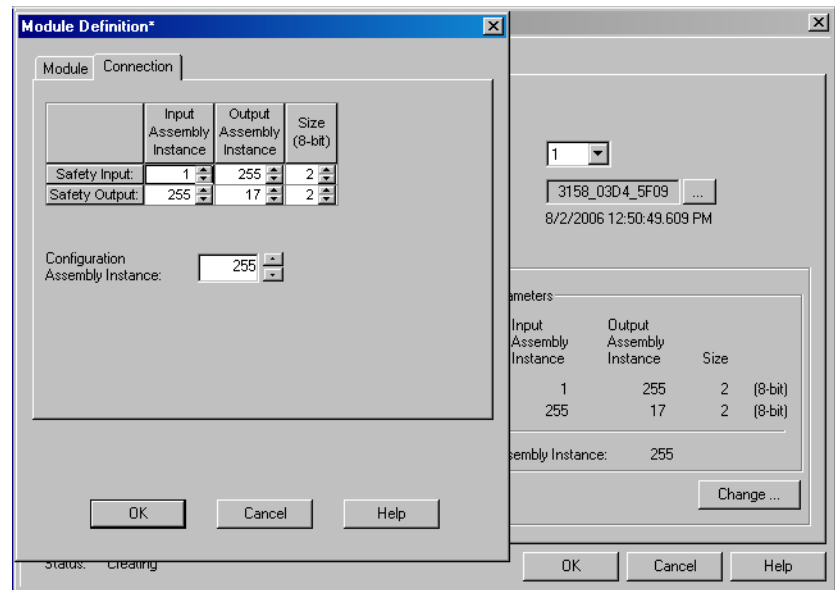 Module Definition*
Module Connection
Input Assembly Instance Output Assembly Instance Size (8-bit)
Safety Input: 1 255 2
Safety Output: 255 17 2
Configuration
Assembly Instance: 255
OK Cancel Help
1
3158_03D4_5F09 ...
8/2/2006 12:50:49.609 PM
Input Assembly Instance Output Assembly Instance Size
1 255 2 (8-bit)
255 17 2 (8-bit)
Instance: 255
Change ...
Status: Creating
OK Cancel Help